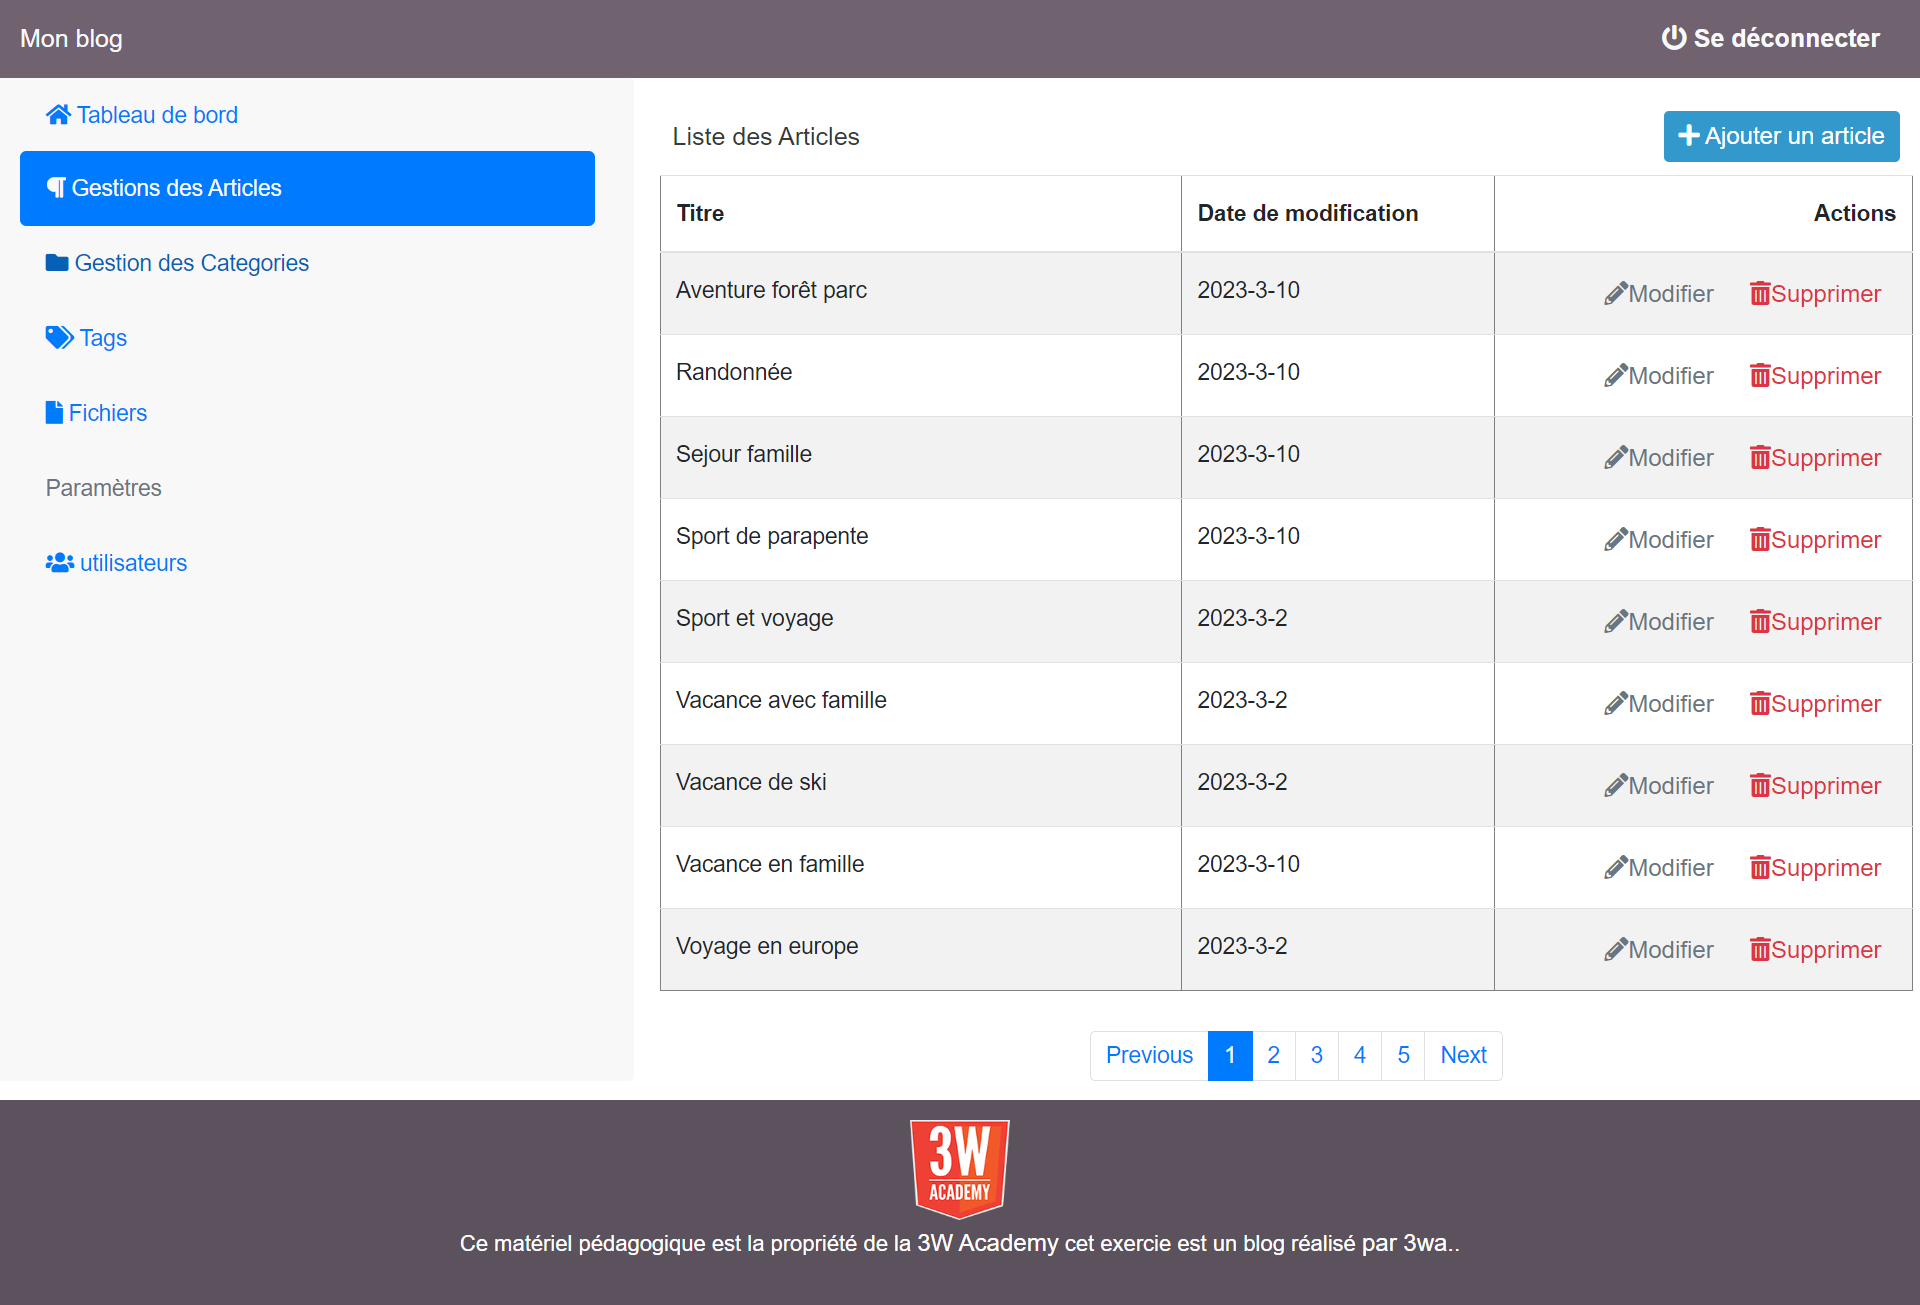 Mon blog
Se déconnecter
Tableau de bord
Gestions des Articles
Gestion des Categories
Tags
Fichiers
Paramètres
utilisateurs
Liste des Articles
Ajouter un article
Titre Date de modification Actions
Aventure forêt parc 2023-3-10 Modifier Supprimer
Randonnée 2023-3-10 Modifier Supprimer
Sejour famille 2023-3-10 Modifier Supprimer
Sport de parapente 2023-3-10 Modifier Supprimer
Sport et voyage 2023-3-2 Modifier Supprimer
Vacance avec famille 2023-3-2 Modifier Supprimer
Vacance de ski 2023-3-2 Modifier Supprimer
Vacance en famille 2023-3-10 Modifier Supprimer
Voyage en europe 2023-3-2 Modifier Supprimer
Previous 1 2 3 4 5 Next
3W
ACADEMY
Ce matériel pédagogique est la propriété de la 3W Academy cet exercie est un blog réalisé par 3wa..